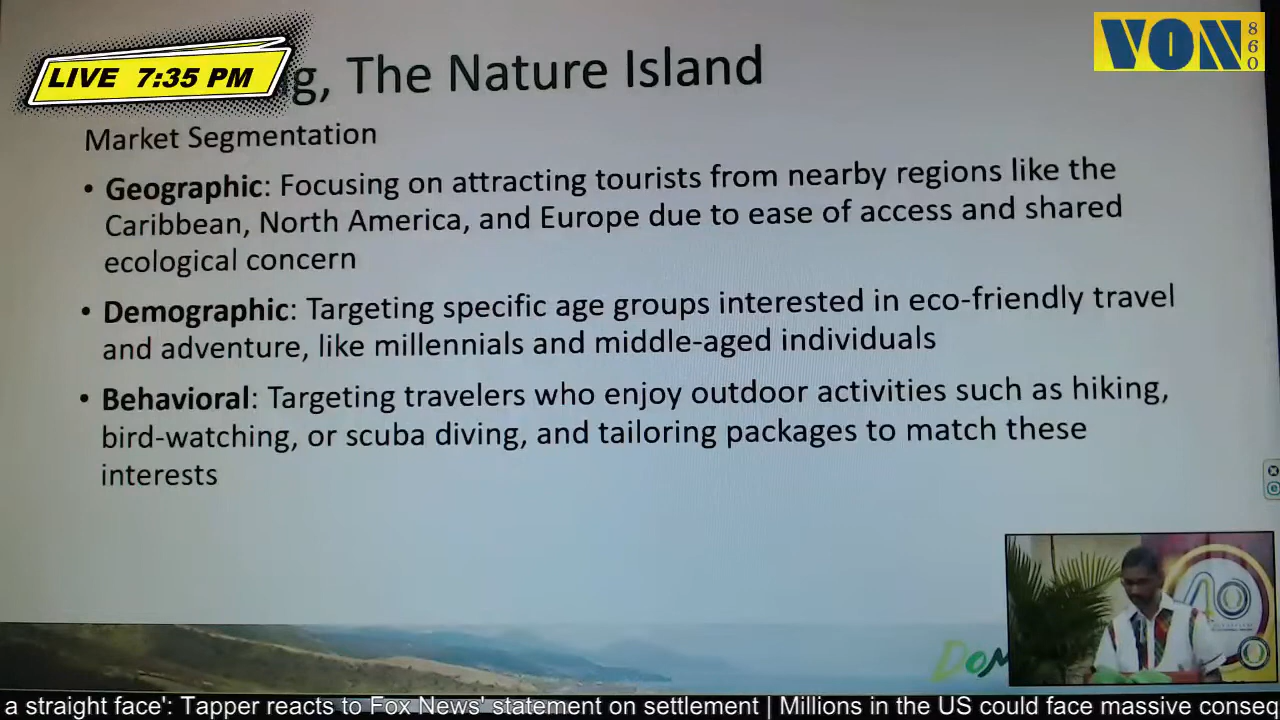 LIVE 7:35 PM
VON
860
g, The Nature Island
Market Segmentation
• Geographic: Focusing on attracting tourists from nearby regions like the
Caribbean, North America, and Europe due to ease of access and shared
ecological concern
• Demographic: Targeting specific age groups interested in eco-friendly travel
and adventure, like millennials and middle-aged individuals
• Behavioral: Targeting travelers who enjoy outdoor activities such as hiking,
bird-watching, or scuba diving, and tailoring packages to match these
interests
DOM
40
a straight face': Tapper reacts to Fox News' statement on settlement | Millions in the US could face massive conseq